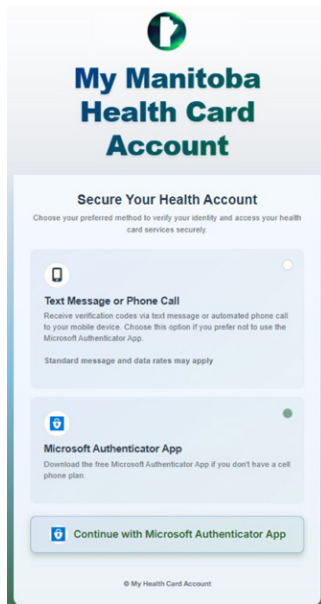 My Manitoba
Health Card
Account
Secure Your Health Account
Choose your preferred method to verify your identity and access your health
card services securely.
Text Message or Phone Call
Receive verification codes via text message or automated phone call
to your mobile device. Choose this option if you prefer not to use the
Microsoft Authenticator App.
Standard message and data rates may apply
Microsoft Authenticator App
Download the free Microsoft Authenticator App if you don't have a cell
phone plan.
Continue with Microsoft Authenticator App
© My Health Card Account